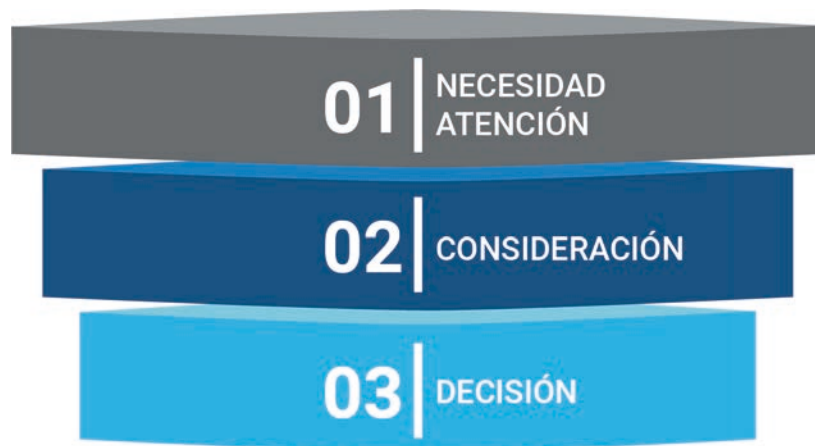 01
NECESIDAD
ATENCIÓN
02
CONSIDERACIÓN
03
DECISIÓN